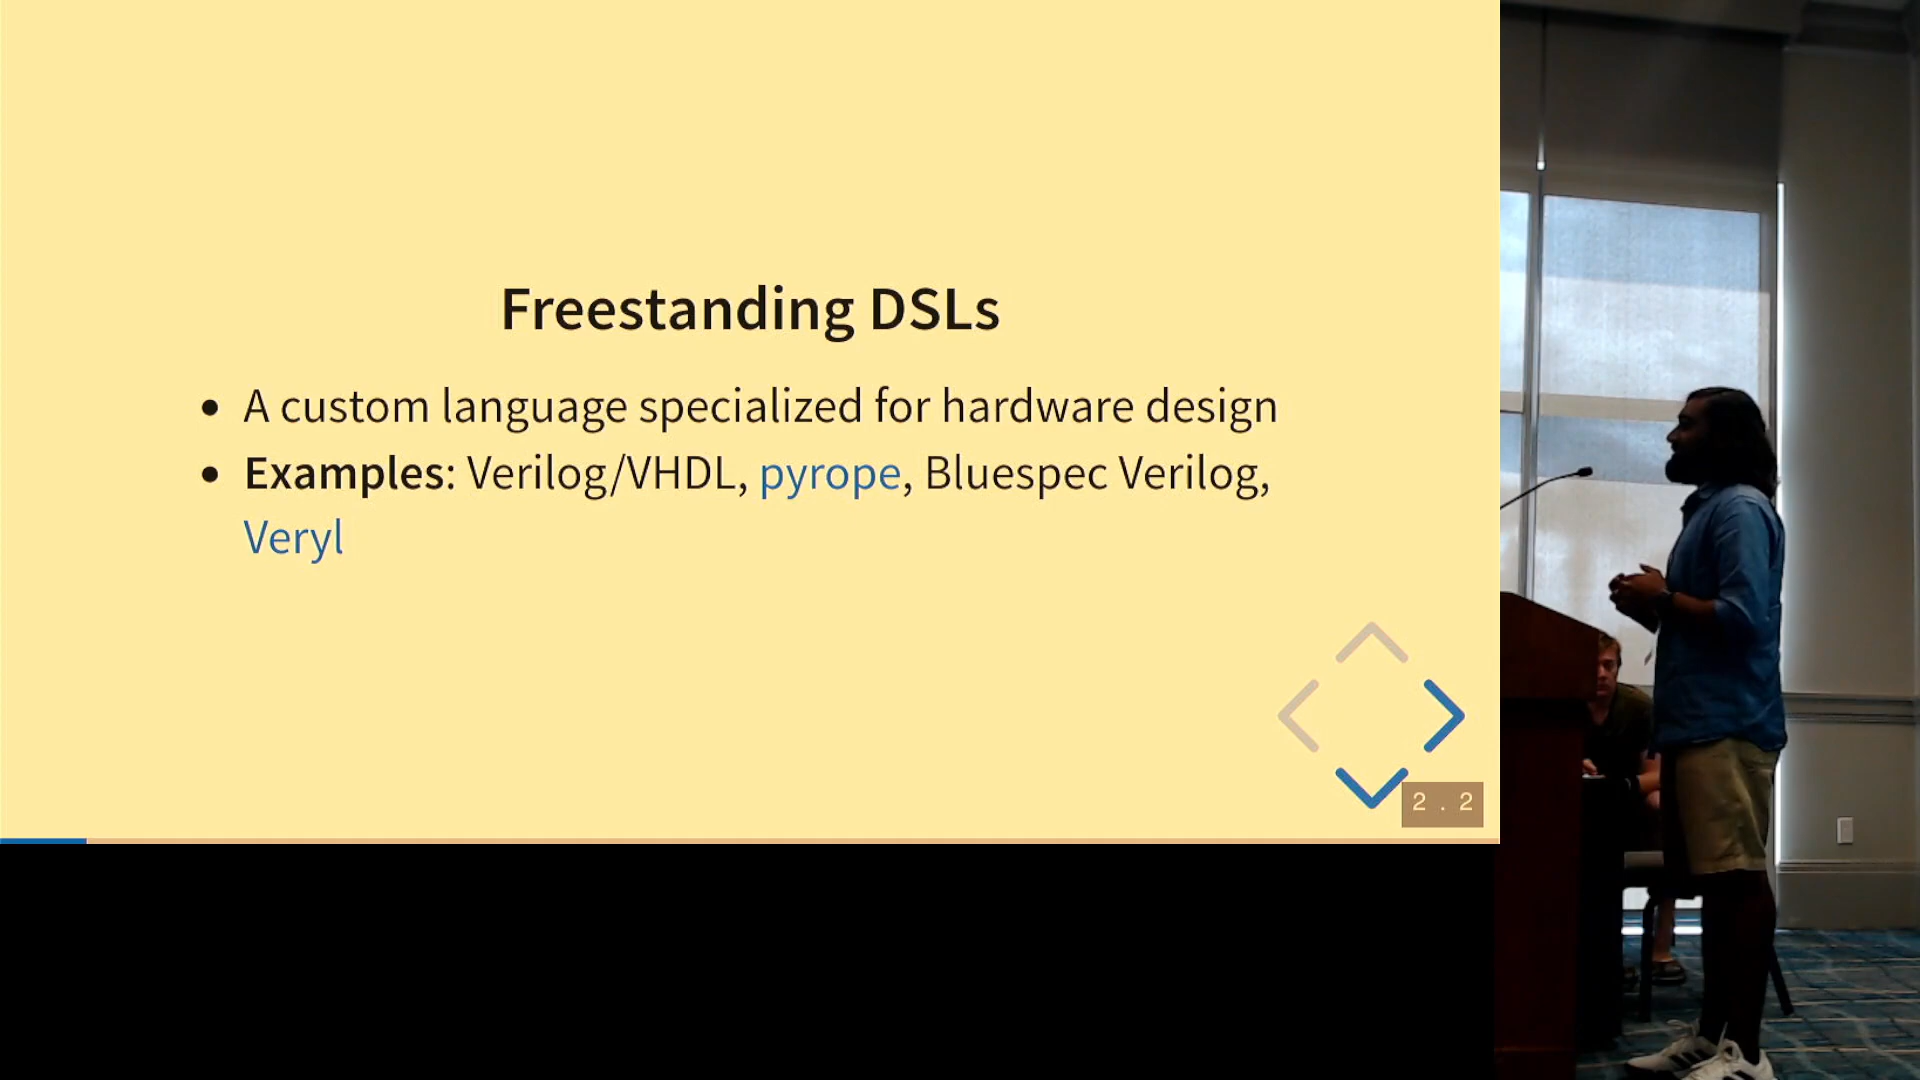 Freestanding DSLs
• A custom language specialized for hardware design
• Examples: Verilog/VHDL, pyrope, Bluespec Verilog,
Veryl
2 . 2